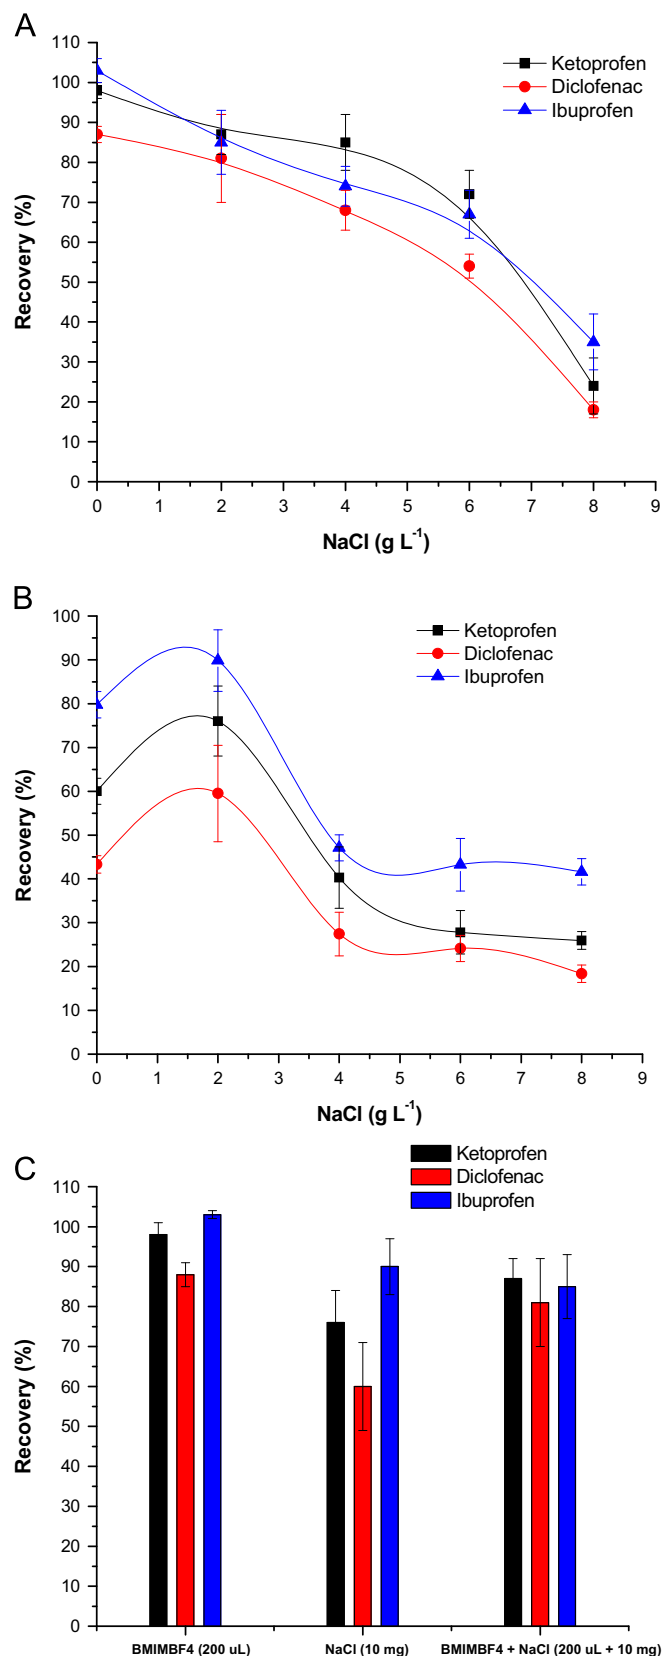 A
Ketoprofen
Diclofenac
Ibuprofen
110
100
90
80
70
60
50
40
30
20
10
0
Recovery (%)
0 1 2 3 4 5 6 7 8 9
NaCl (g L⁻¹)
B
Ketoprofen
Diclofenac
Ibuprofen
100
90
80
70
60
50
40
30
20
10
0
Recovery (%)
0 1 2 3 4 5 6 7 8 9
NaCl (g L⁻¹)
C
Ketoprofen
Diclofenac
Ibuprofen
110
100
90
80
70
60
50
40
30
20
10
0
Recovery (%)
BMIMBF4 (200 uL) NaCl (10 mg) BMIMBF4 + NaCl (200 uL + 10 mg)